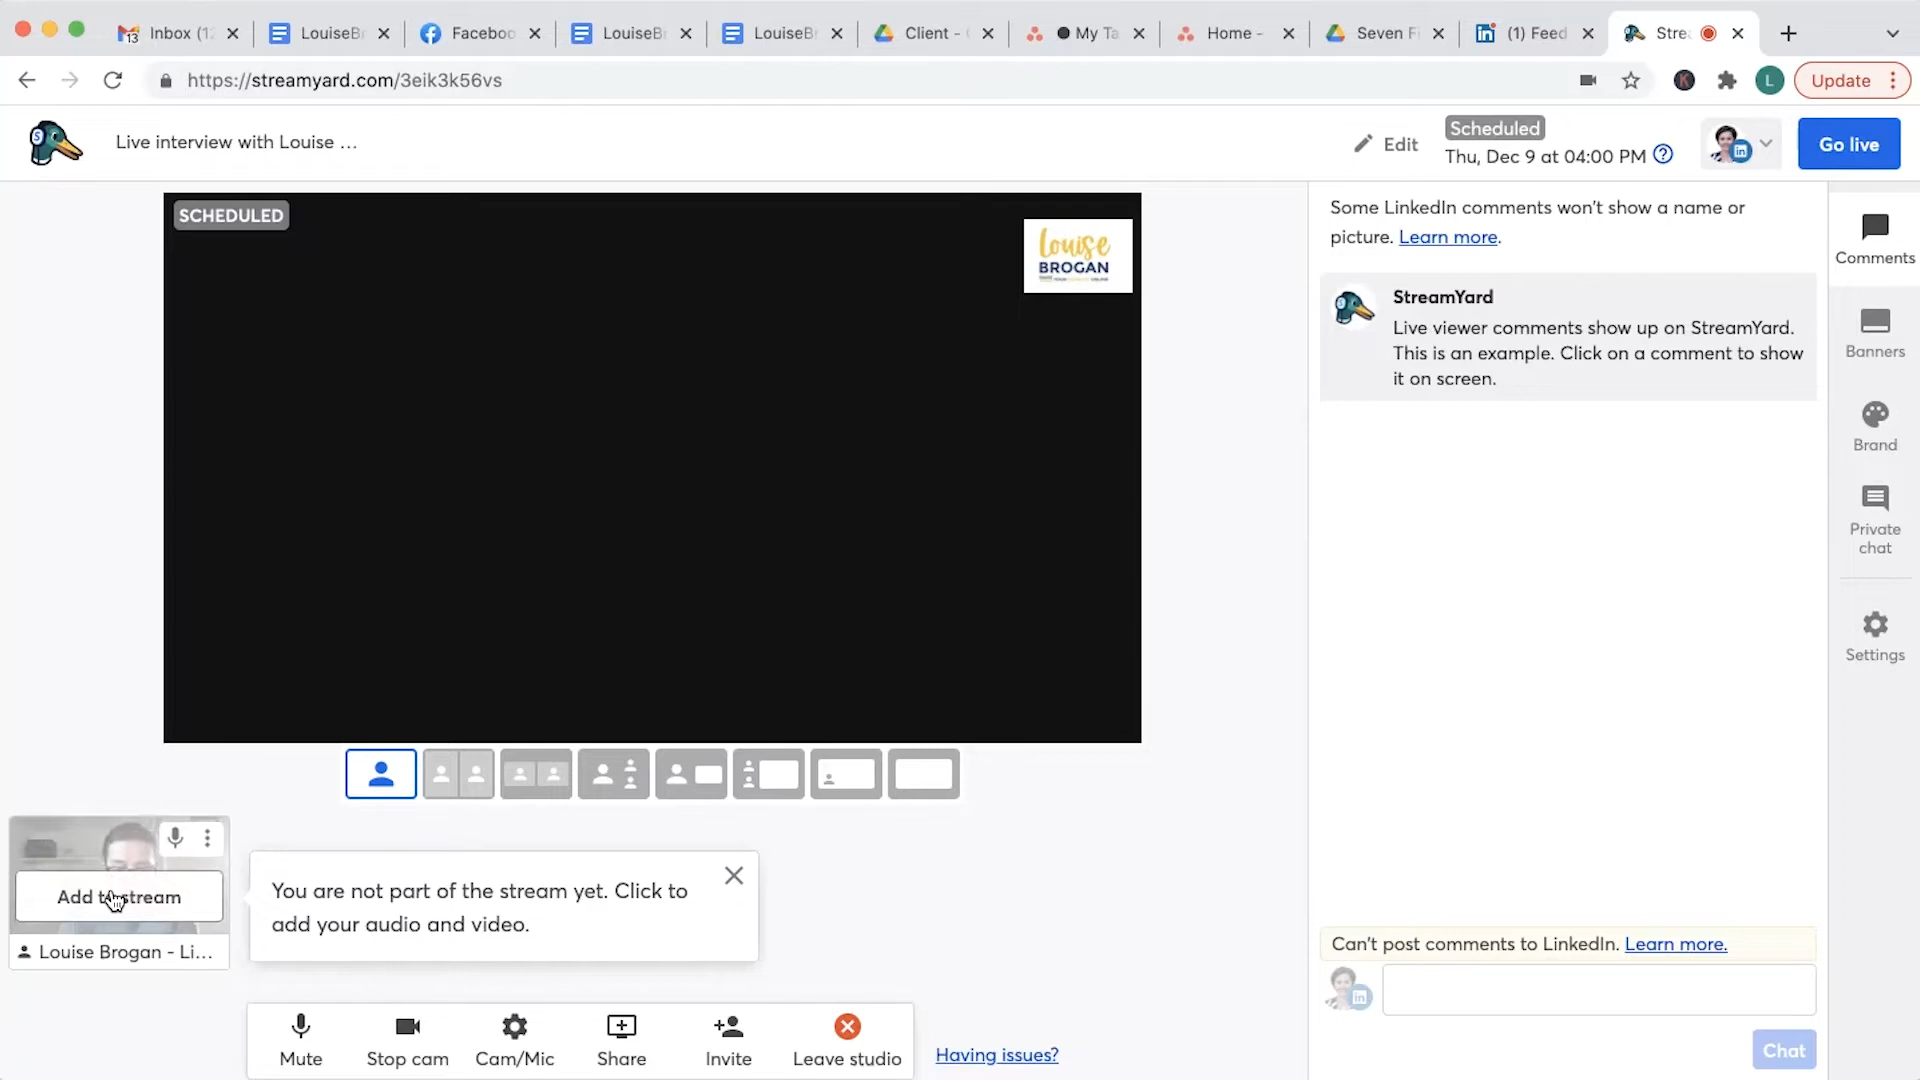 13
Inbox (12
LouiseBr
Faceboo
LouiseB
LouiseBr
Client - (
My Ta
Home -
Seven Fi
(1) Feed
Stre
https://streamyard.com/3eik3k56vs
K
L
Update
S
Live interview with Louise ...
Edit
Scheduled
Thu, Dec 9 at 04:00 PM
Go live
SCHEDULED
Louise
BROGAN
Some LinkedIn comments won't show a name or
picture. Learn more.
StreamYard
Live viewer comments show up on StreamYard.
This is an example. Click on a comment to show
it on screen.
Comments
Banners
Brand
Private
chat
Settings
Add to stream
Louise Brogan - Li...
You are not part of the stream yet. Click to
add your audio and video.
Can't post comments to LinkedIn. Learn more.
Chat
Mute
Stop cam
Cam/Mic
Share
Invite
Leave studio
Having issues?